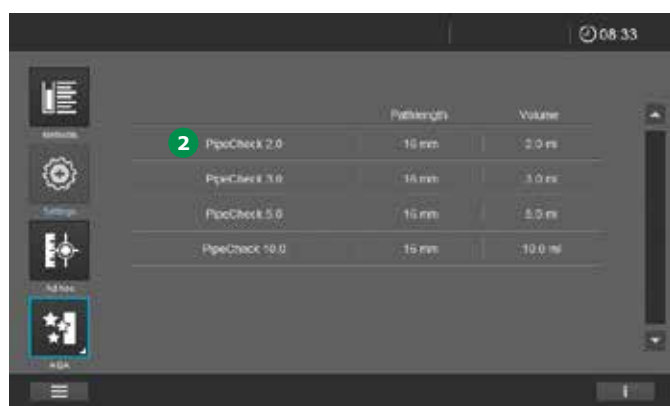 08:33
Pathlength Volume
Methods
2 PipeCheck 2.0 16 mm 2.0 ml
PipeCheck 3.0 16 mm 3.0 ml
Settings
PipeCheck 5.0 16 mm 5.0 ml
PipeCheck 10.0 16 mm 10.0 ml
Ad hoc
AQA
i